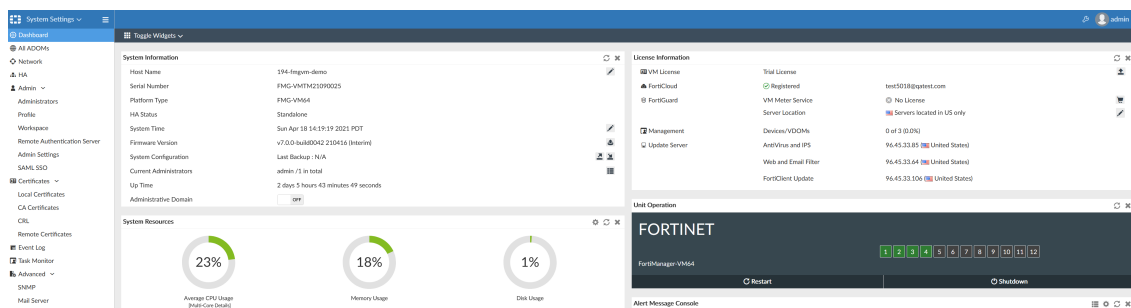 System Settings
admin
Dashboard
Toggle Widgets
All ADOMs
Network
HA
Admin
Administrators
Profile
Workspace
Remote Authentication Server
Admin Settings
SAML SSO
Certificates
Local Certificates
CA Certificates
CRL
Remote Certificates
Event Log
Task Monitor
Advanced
SNMP
Mail Server
System Information
Host Name 194-fmgvm-demo
Serial Number FMG-VMTM21090025
Platform Type FMG-VM64
HA Status Standalone
System Time Sun Apr 18 14:19:19 2021 PDT
Firmware Version v7.0.0-build0042 210416 (Interim)
System Configuration Last Backup : N/A
Current Administrators admin /1 in total
Up Time 2 days 5 hours 43 minutes 49 seconds
Administrative Domain OFF
System Resources
23% 18% 1%
Average CPU Usage Memory Usage Disk Usage
[Multi-Core Details]
License Information
VM License Trial License
FortiCloud Registered test5018@qatest.com
FortiGuard VM Meter Service No License
Server Location Servers located in US only
Management Devices/VDOMs 0 of 3 (0.0%)
Update Server AntiVirus and IPS 96.45.33.85 (United States)
Web and Email Filter 96.45.33.64 (United States)
FortiClient Update 96.45.33.106 (United States)
Unit Operation
FORTINET
1 2 3 4 5 6 7 8 9 10 11 12
FortiManager-VM64
Restart Shutdown
Alert Message Console